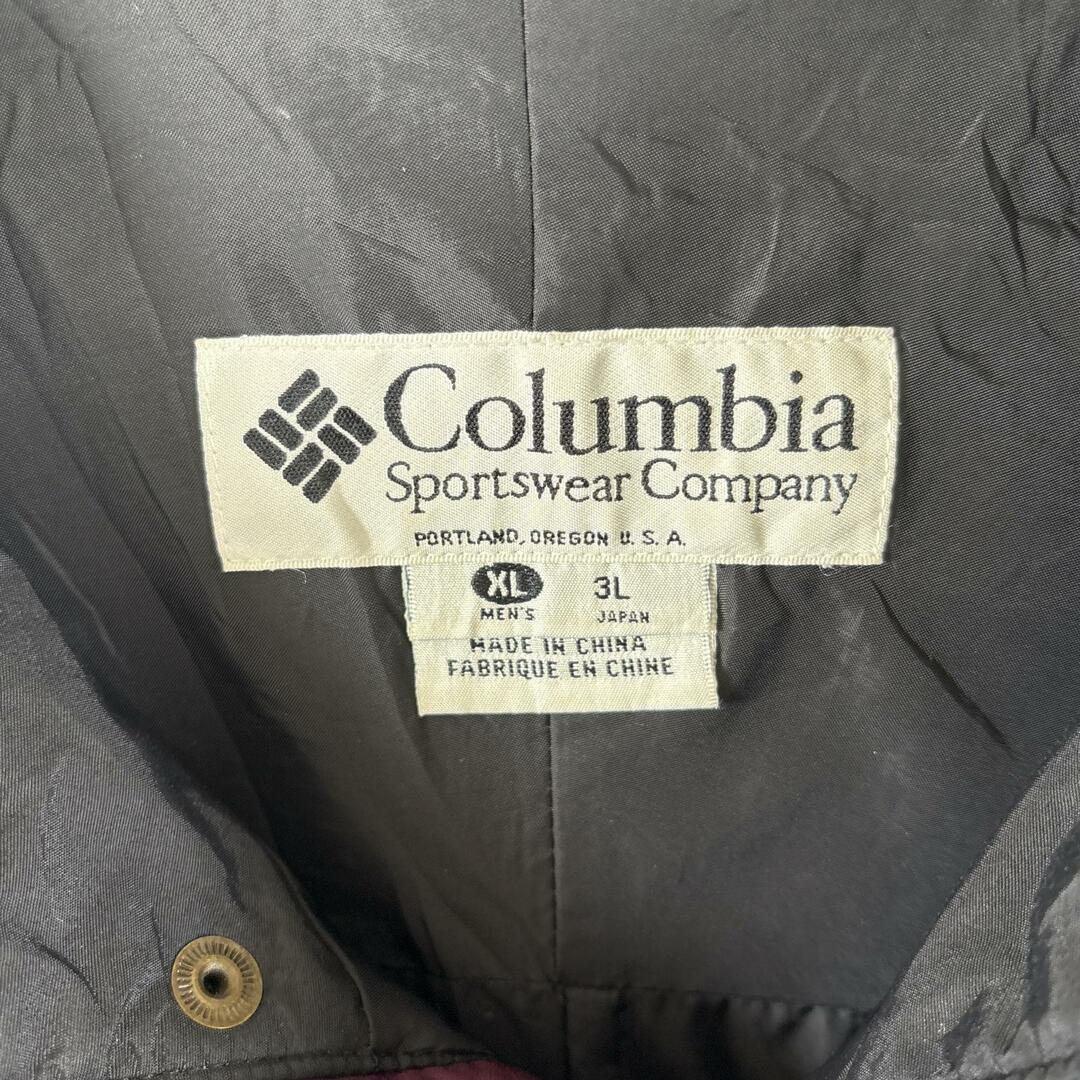 Columbia
Sportswear Company
PORTLAND, OREGON U. S. A.
XL 3L
MEN'S JAPAN
MADE IN CHINA
FABRIQUE EN CHINE